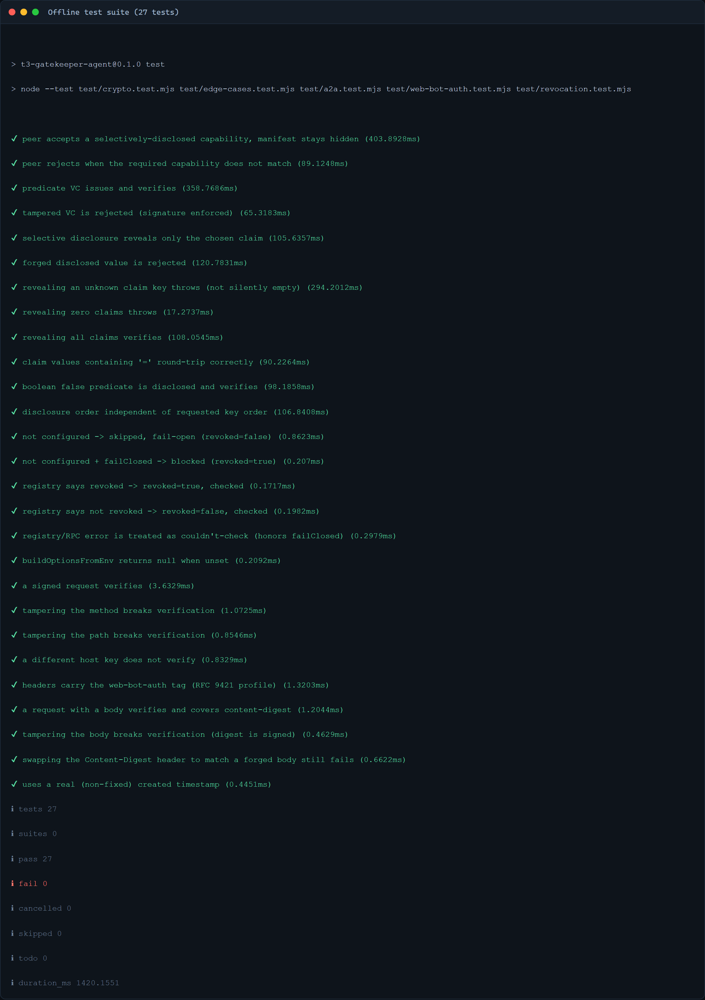 Offline test suite (27 tests)
> t3-gatekeeper-agent@0.1.0 test
> node --test test/crypto.test.mjs test/edge-cases.test.mjs test/a2a.test.mjs test/web-bot-auth.test.mjs test/revocation.test.mjs
✓ peer accepts a selectively-disclosed capability, manifest stays hidden (403.8928ms)
✓ peer rejects when the required capability does not match (89.1248ms)
✓ predicate VC issues and verifies (358.7686ms)
✓ tampered VC is rejected (signature enforced) (65.3183ms)
✓ selective disclosure reveals only the chosen claim (105.6357ms)
✓ forged disclosed value is rejected (120.7831ms)
✓ revealing an unknown claim key throws (not silently empty) (294.2012ms)
✓ revealing zero claims throws (17.2737ms)
✓ revealing all claims verifies (108.0545ms)
✓ claim values containing '=' round-trip correctly (90.2264ms)
✓ boolean false predicate is disclosed and verifies (98.1858ms)
✓ disclosure order independent of requested key order (106.8408ms)
✓ not configured -> skipped, fail-open (revoked=false) (0.8623ms)
✓ not configured + failClosed -> blocked (revoked=true) (0.207ms)
✓ registry says revoked -> revoked=true, checked (0.1717ms)
✓ registry says not revoked -> revoked=false, checked (0.1982ms)
✓ registry/RPC error is treated as couldn't-check (honors failClosed) (0.2979ms)
✓ buildOptionsFromEnv returns null when unset (0.2092ms)
✓ a signed request verifies (3.6329ms)
✓ tampering the method breaks verification (1.0725ms)
✓ tampering the path breaks verification (0.8546ms)
✓ a different host key does not verify (0.8329ms)
✓ headers carry the web-bot-auth tag (RFC 9421 profile) (1.3203ms)
✓ a request with a body verifies and covers content-digest (1.2044ms)
✓ tampering the body breaks verification (digest is signed) (0.4629ms)
✓ swapping the Content-Digest header to match a forged body still fails (0.6622ms)
✓ uses a real (non-fixed) created timestamp (0.4451ms)
ℹ tests 27
ℹ suites 0
ℹ pass 27
ℹ fail 0
ℹ cancelled 0
ℹ skipped 0
ℹ todo 0
ℹ duration_ms 1420.1551